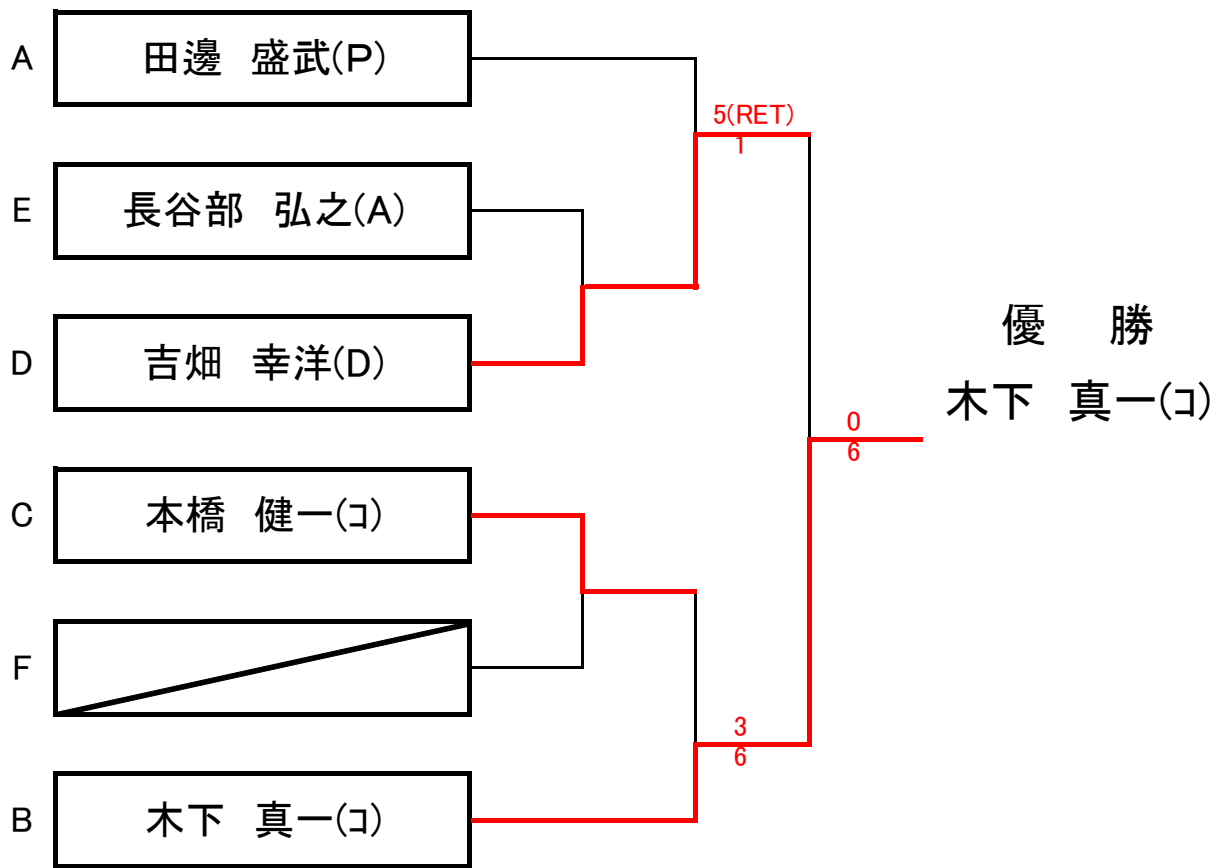 A
田邊　盛武(P)
5(RET)
1
E
長谷部　弘之(A)
D
吉畑　幸洋(D)
優　勝
木下　真一(コ)
0
6
C
本橋　健一(コ)
F
3
6
B
木下　真一(コ)